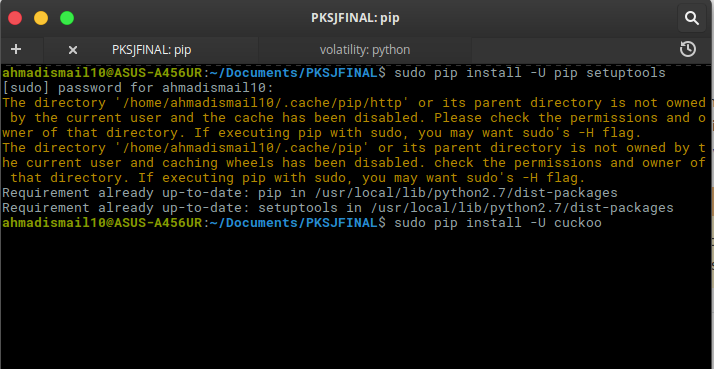 PKSJFINAL: pip
+ × PKSJFINAL: pip volatility: python
ahmadismail10@ASUS-A456UR:~/Documents/PKSJFINAL$ sudo pip install -U pip setuptools
[sudo] password for ahmadismail10:
The directory '/home/ahmadismail10/.cache/pip/http' or its parent directory is not owned
 by the current user and the cache has been disabled. Please check the permissions and o
wner of that directory. If executing pip with sudo, you may want sudo's -H flag.
The directory '/home/ahmadismail10/.cache/pip' or its parent directory is not owned by t
he current user and caching wheels has been disabled. check the permissions and owner of
 that directory. If executing pip with sudo, you may want sudo's -H flag.
Requirement already up-to-date: pip in /usr/local/lib/python2.7/dist-packages
Requirement already up-to-date: setuptools in /usr/local/lib/python2.7/dist-packages
ahmadismail10@ASUS-A456UR:~/Documents/PKSJFINAL$ sudo pip install -U cuckoo